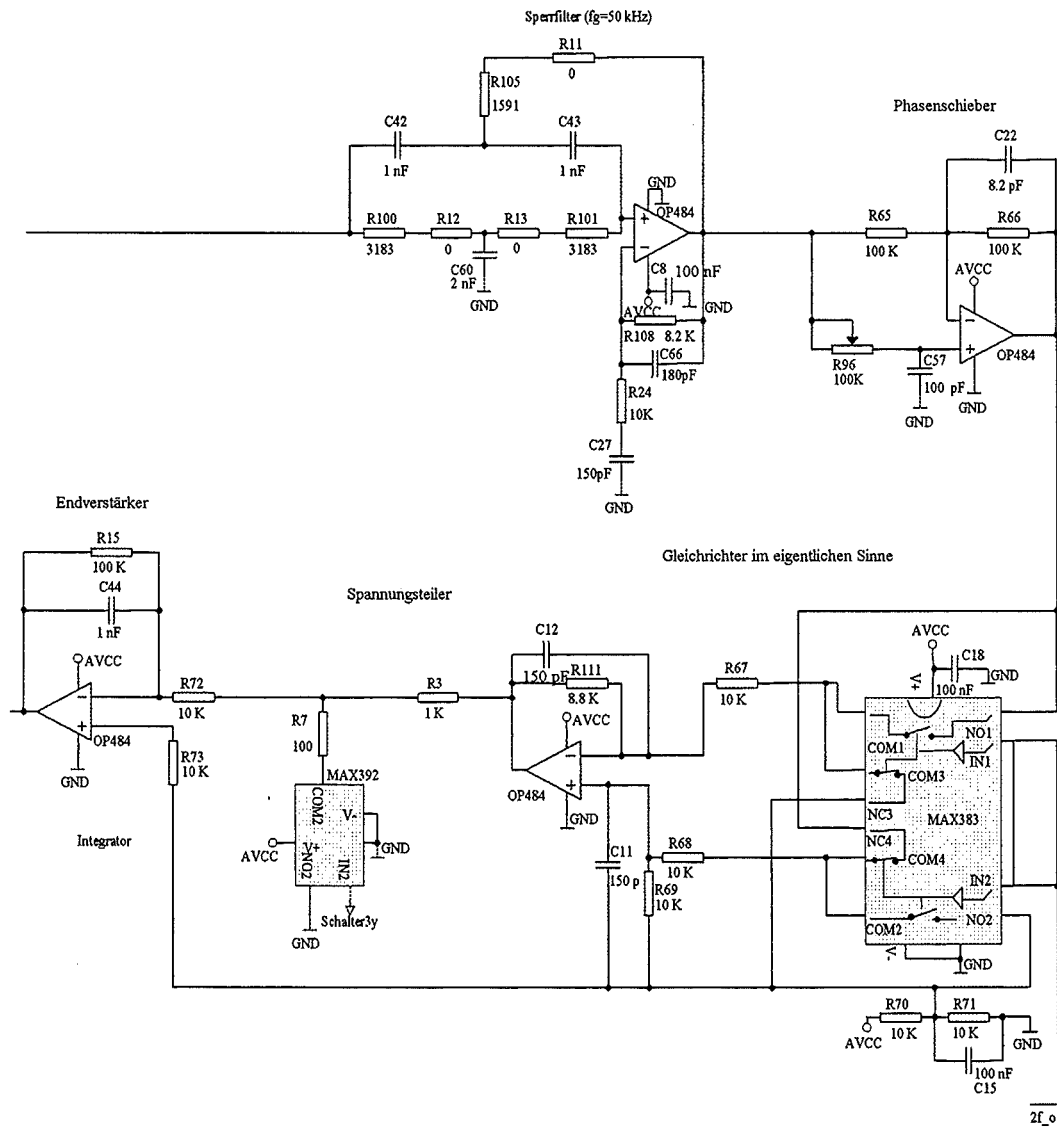 Sperrfilter (fg=50 kHz)
R11
0
R105
1591
Phasenschieber
C42
1 nF
C43
1 nF
C22
8.2 pF
GND
OP484
R100
3183
R12
0
R13
0
R101
3183
R65
100 K
R66
100 K
C60
2 nF
GND
C8
100 nF
GND
AVCC
AVCC
R108
8.2 K
OP484
C66
180pF
R96
100K
C57
100 pF
GND
GND
R24
10K
C27
150pF
GND
Endverstärker
R15
100 K
Gleichrichter im eigentlichen Sinne
C44
1 nF
Spannungsteiler
AVCC
C12
150 pF
AVCC
C18
100 nF
GND
R111
8.8 K
R67
10 K
V+
R72
10 K
R3
1 K
OP484
GND
R7
100
AVCC
COM1
NO1
IN1
COM3
R73
10 K
MAX392
OP484
GND
NC3
MAX383
COM2
V-
GND
NC4
Integrator
AVCC
V+
NO2
IN2
C11
150 p
R68
10 K
COM4
R69
10 K
IN2
Schalter3y
GND
COM2
NO2
V-
GND
R70
10 K
R71
10 K
AVCC
GND
100 nF
C15
2f_o